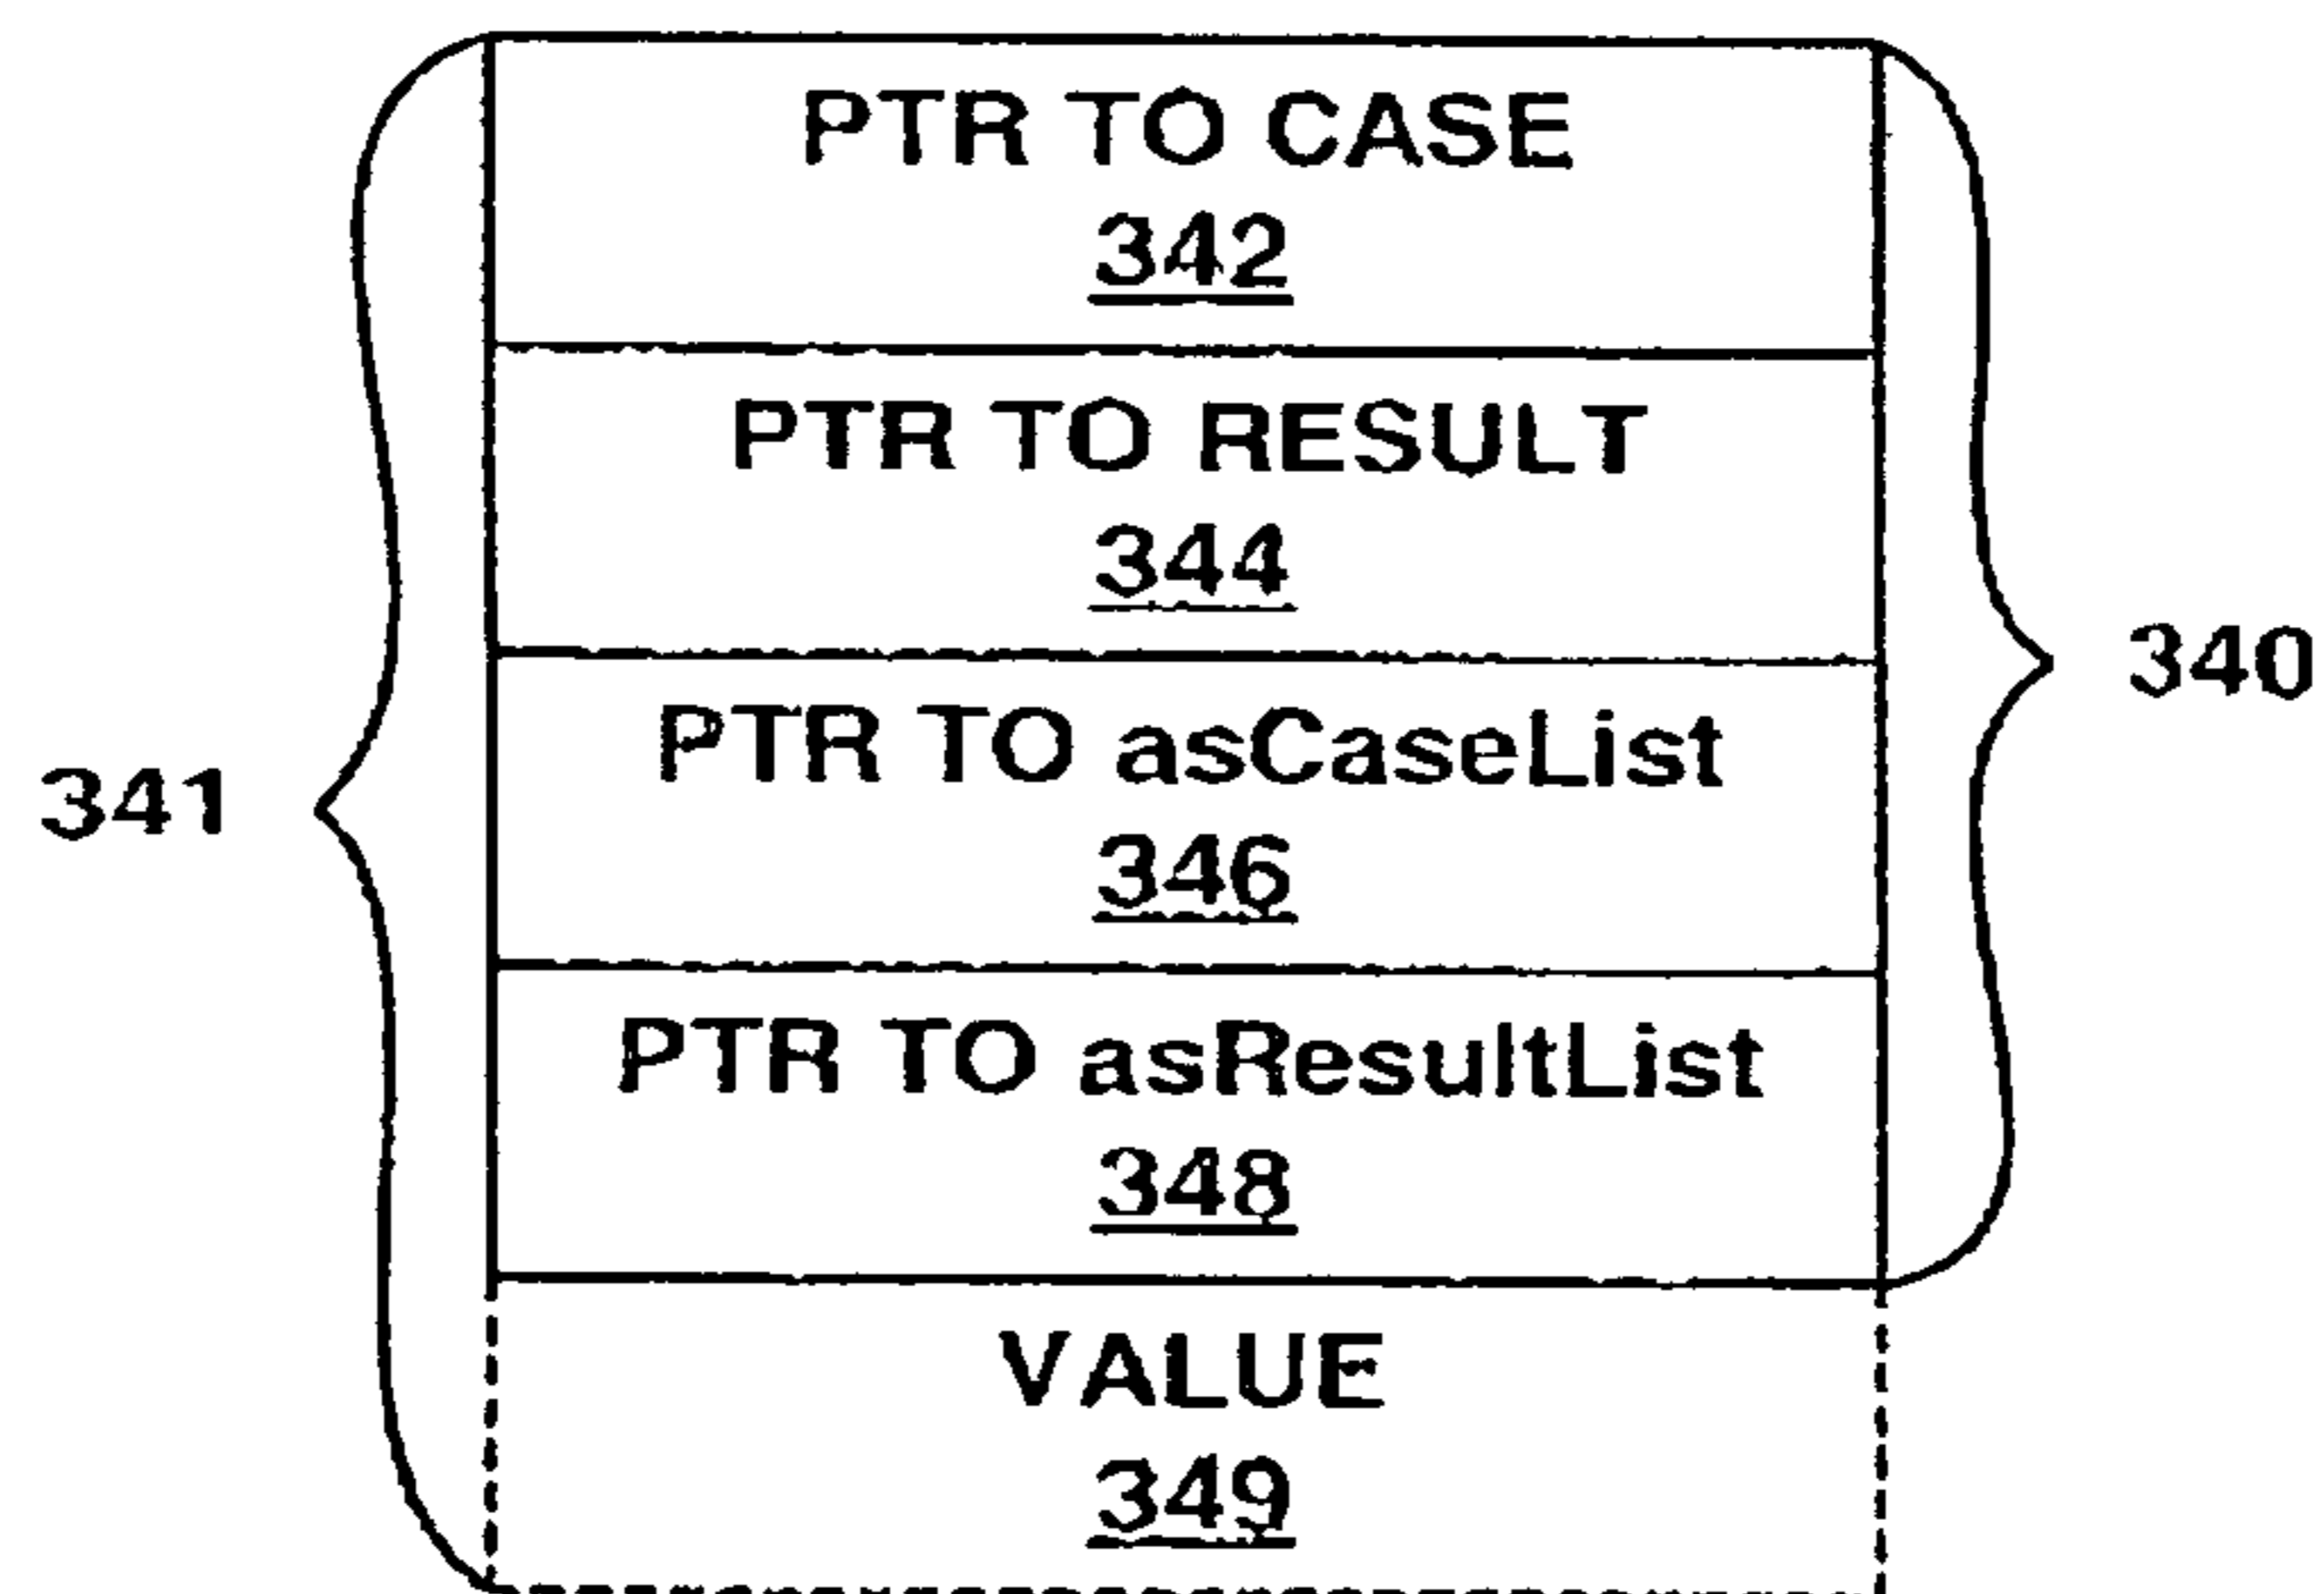 PTR TO CASE
342
PTR TO RESULT
344
340
PTR TO asCaseList
346
341
PTR TO asResultList
348
VALUE
349